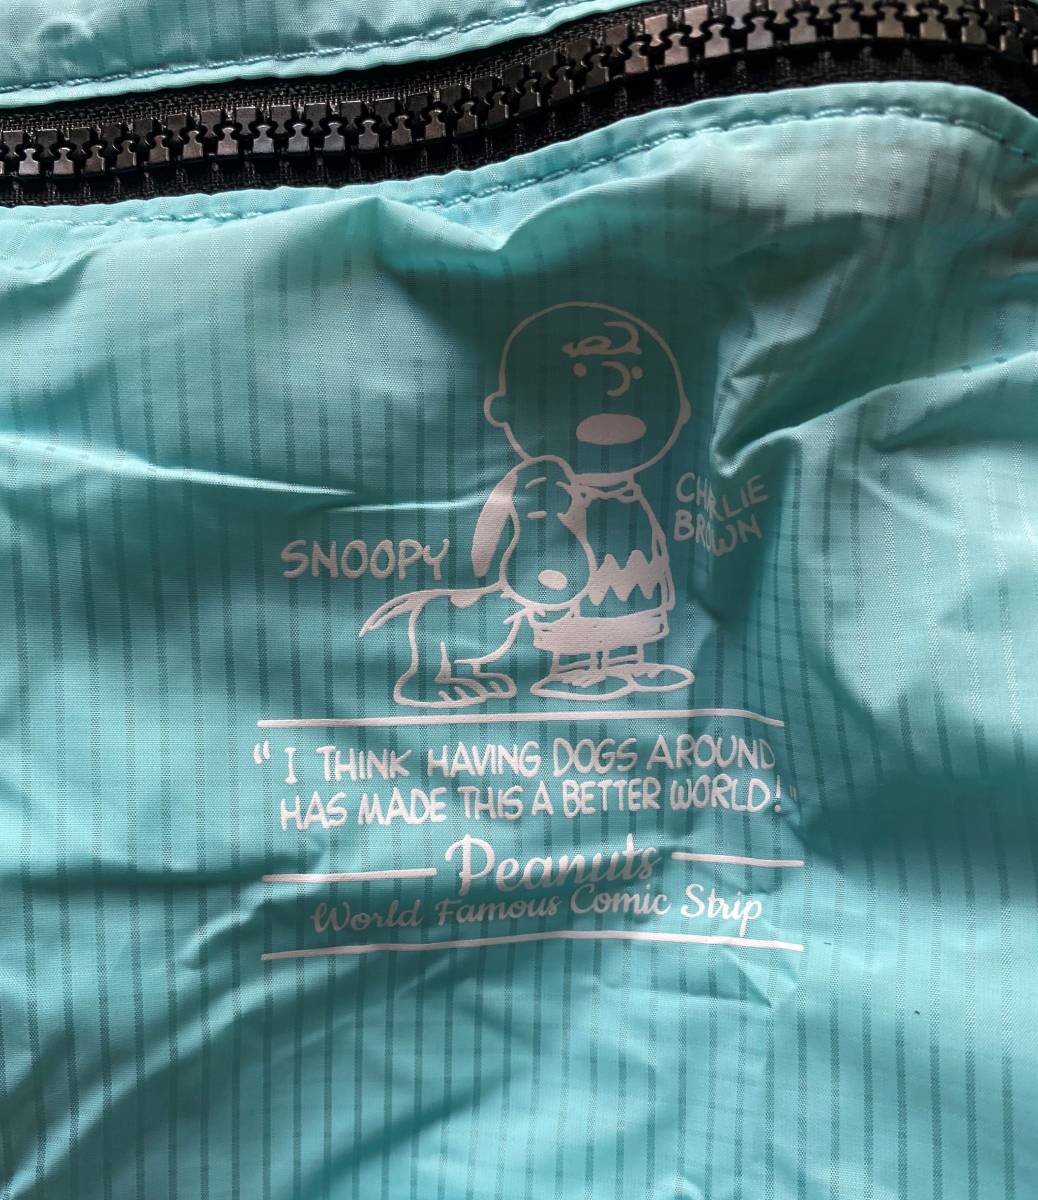 SNOOPY
CHARLIE
BROWN
"I THINK HAVING DOGS AROUND
HAS MADE THIS A BETTER WORLD!"
Peanuts
World Famous Comic Strip